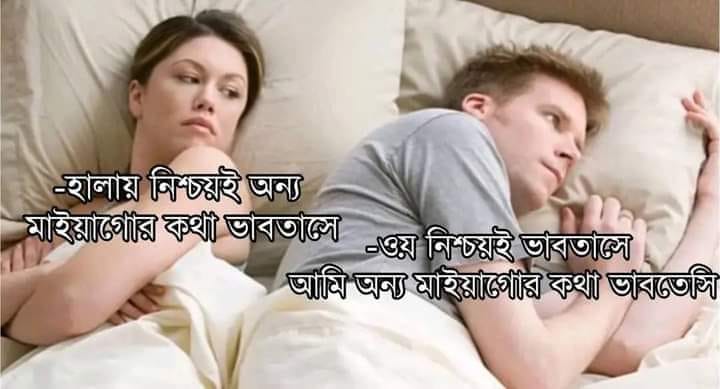 -হালায় নিশ্চয়ই অন্য
মাইয়াগোর কথা ভাবতাসে
-ওয় নিশ্চয়ই ভাবতাসে
আমি অন্য মাইয়াগোর কথা ভাবতেসি